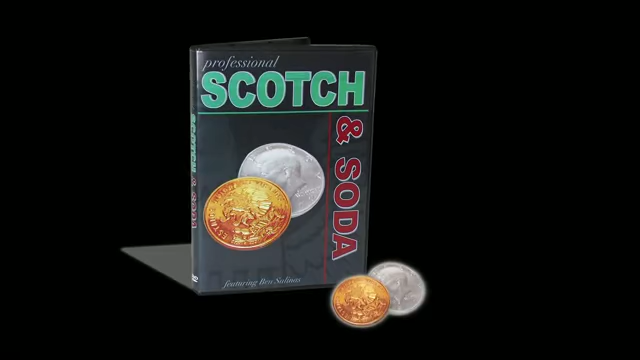 professional
SCOTCH
& SODA
SCOTCH & SODA
featuring Ben Salinas
DVD